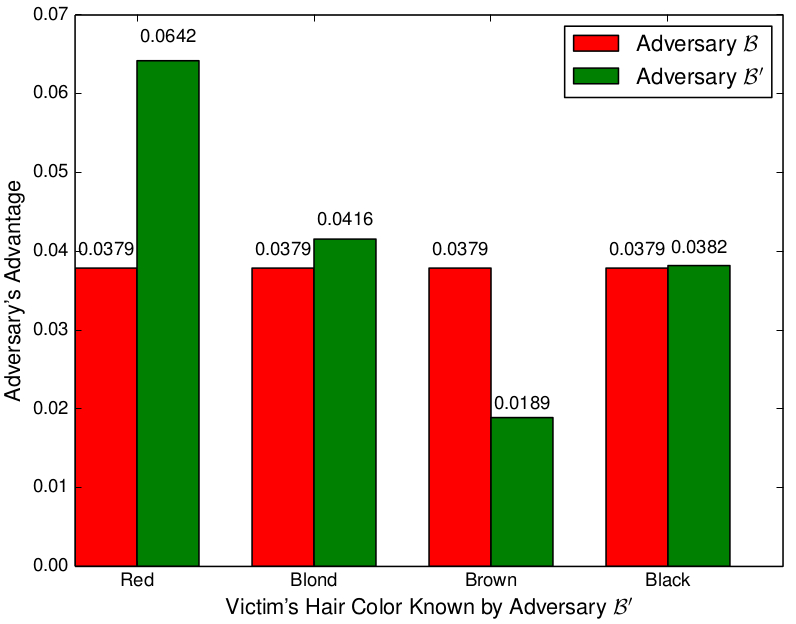 0.07
0.06
0.05
0.04
0.03
0.02
0.01
0.00
Adversary's Advantage
Adversary ℬ
Adversary ℬ′
0.0379
0.0642
0.0379
0.0416
0.0379
0.0189
0.0379
0.0382
Red
Blond
Brown
Black
Victim's Hair Color Known by Adversary ℬ′